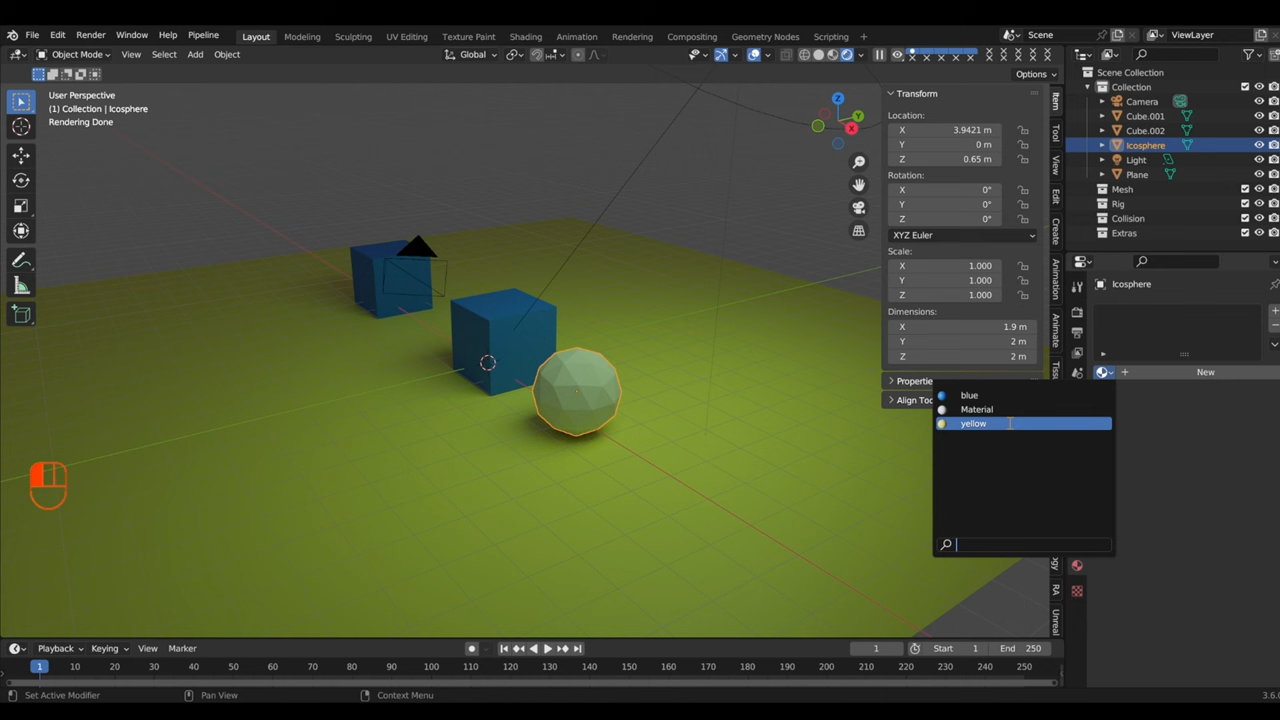 File Edit Render Window Help Pipeline Layout Modeling Sculpting UV Editing Texture Paint Shading Animation Rendering Compositing Geometry Nodes Scripting Scene ViewLayer
Object Mode View Select Add Object Global
Options
User Perspective
(1) Collection | Icosphere
Rendering Done
Z
Y
X
Transform
Location:
X 3.9421 m
Y 0 m
Z 0.65 m
Rotation:
X 0°
Y 0°
Z 0°
XYZ Euler
Scale:
X 1.000
Y 1.000
Z 1.000
Dimensions:
X 1.9 m
Y 2 m
Z 2 m
Propertie
Align Too
Item
Tool
View
Edit
Create
Animation
Animate
RA
Unreal
Scene Collection
Collection
Camera
Cube.001
Cube.002
Icosphere
Light
Plane
Mesh
Rig
Collision
Extras
Icosphere
New
blue
Material
yellow
Playback Keying View Marker 1 Start 1 End 250
1 10 20 30 40 50 60 70 80 90 100 110 120 130 140 150 160 170 180 190 200 210 220 230 240 250
Set Active Modifier Pan View Context Menu 3.6.